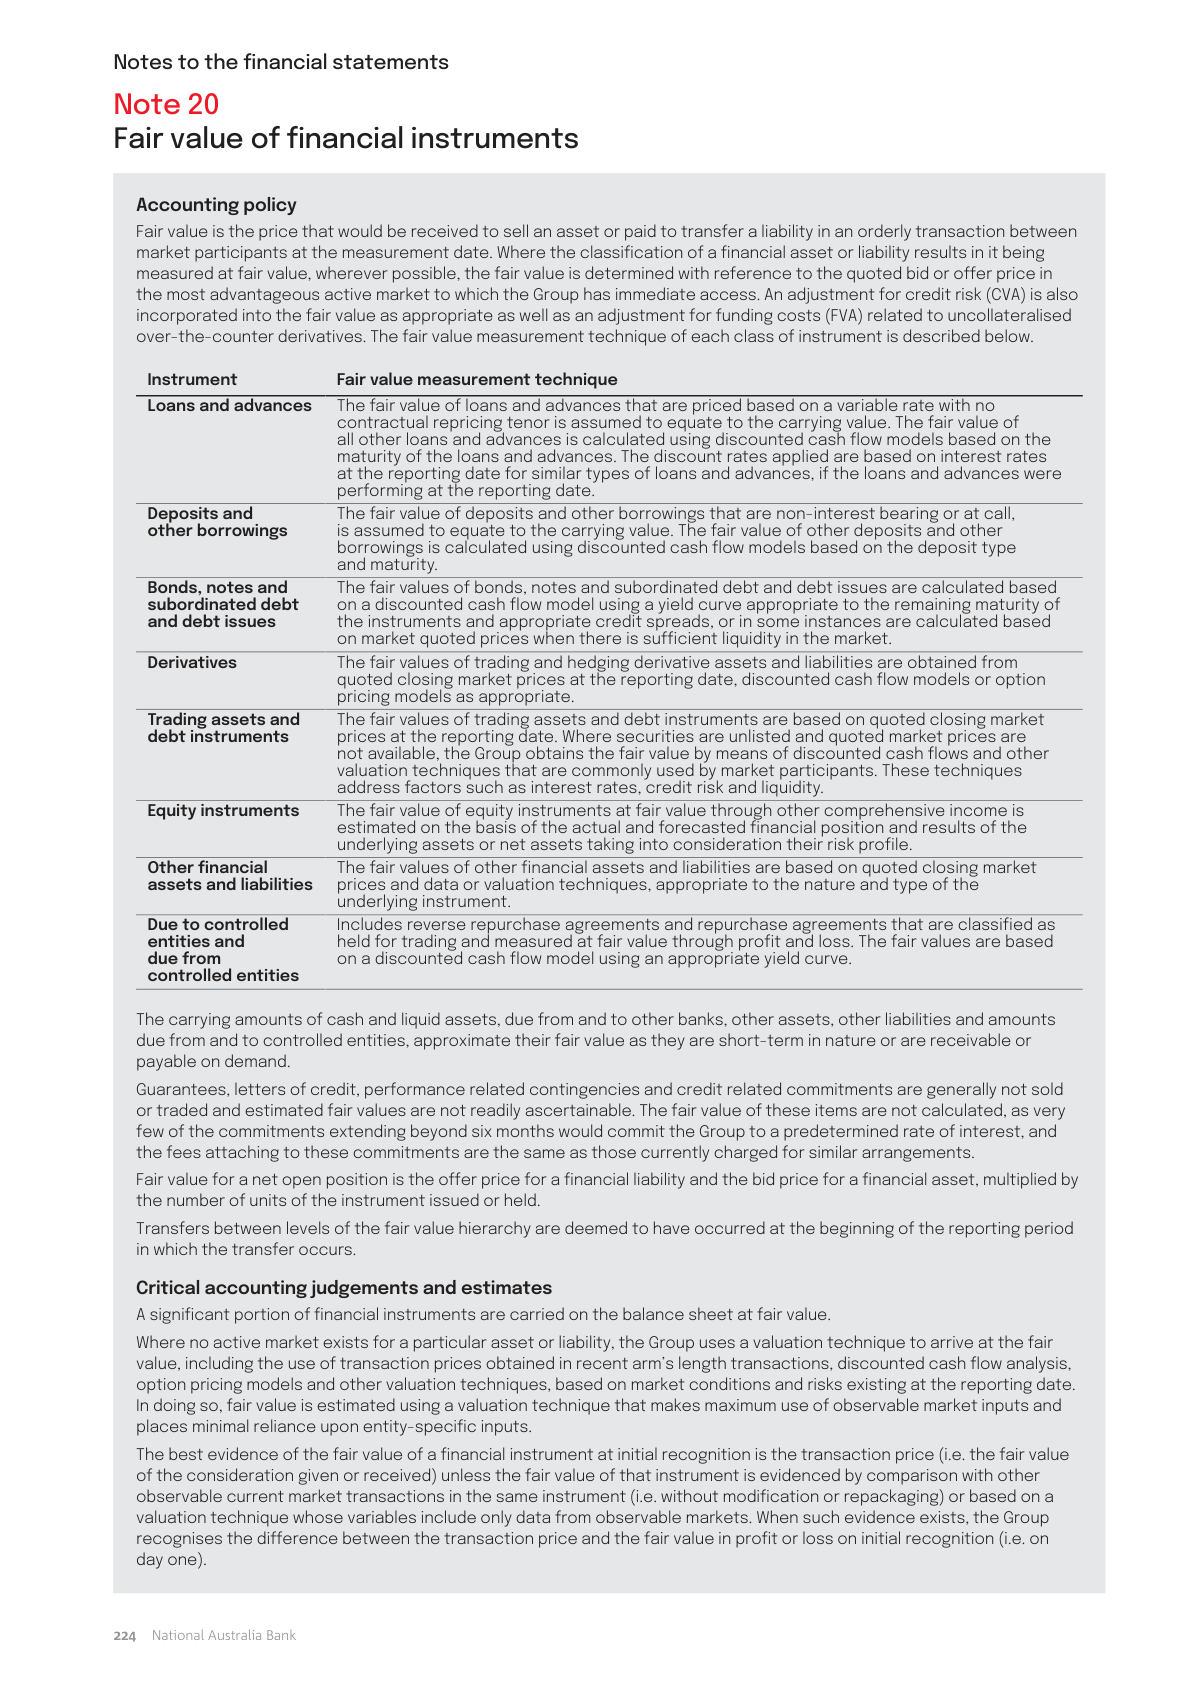 Notes to the financial statements
Note 20
Fair value of financial instruments
Accounting policy
Fair value is the price that would be received to sell an asset or paid to transfer a liability in an orderly transaction between
market participants at the measurement date. Where the classification of a financial asset or liability results in it being
measured at fair value, wherever possible, the fair value is determined with reference to the quoted bid or offer price in
the most advantageous active market to which the Group has immediate access. An adjustment for credit risk (CVA) is also
incorporated into the fair value as appropriate as well as an adjustment for funding costs (FVA) related to uncollateralised
over-the-counter derivatives. The fair value measurement technique of each class of instrument is described below.
Instrument Fair value measurement technique
Loans and advances The fair value of loans and advances that are priced based on a variable rate with no
contractual repricing tenor is assumed to equate to the carrying value. The fair value of
all other loans and advances is calculated using discounted cash flow models based on the
maturity of the loans and advances. The discount rates applied are based on interest rates
at the reporting date for similar types of loans and advances, if the loans and advances were
performing at the reporting date.
Deposits and The fair value of deposits and other borrowings that are non-interest bearing or at call,
other borrowings is assumed to equate to the carrying value. The fair value of other deposits and other
borrowings is calculated using discounted cash flow models based on the deposit type
and maturity.
Bonds, notes and The fair values of bonds, notes and subordinated debt and debt issues are calculated based
subordinated debt on a discounted cash flow model using a yield curve appropriate to the remaining maturity of
and debt issues the instruments and appropriate credit spreads, or in some instances are calculated based
on market quoted prices when there is sufficient liquidity in the market.
Derivatives The fair values of trading and hedging derivative assets and liabilities are obtained from
quoted closing market prices at the reporting date, discounted cash flow models or option
pricing models as appropriate.
Trading assets and The fair values of trading assets and debt instruments are based on quoted closing market
debt instruments prices at the reporting date. Where securities are unlisted and quoted market prices are
not available, the Group obtains the fair value by means of discounted cash flows and other
valuation techniques that are commonly used by market participants. These techniques
address factors such as interest rates, credit risk and liquidity.
Equity instruments The fair value of equity instruments at fair value through other comprehensive income is
estimated on the basis of the actual and forecasted financial position and results of the
underlying assets or net assets taking into consideration their risk profile.
Other financial The fair values of other financial assets and liabilities are based on quoted closing market
assets and liabilities prices and data or valuation techniques, appropriate to the nature and type of the
underlying instrument.
Due to controlled Includes reverse repurchase agreements and repurchase agreements that are classified as
entities and held for trading and measured at fair value through profit and loss. The fair values are based
due from on a discounted cash flow model using an appropriate yield curve.
controlled entities
The carrying amounts of cash and liquid assets, due from and to other banks, other assets, other liabilities and amounts
due from and to controlled entities, approximate their fair value as they are short-term in nature or are receivable or
payable on demand.
Guarantees, letters of credit, performance related contingencies and credit related commitments are generally not sold
or traded and estimated fair values are not readily ascertainable. The fair value of these items are not calculated, as very
few of the commitments extending beyond six months would commit the Group to a predetermined rate of interest, and
the fees attaching to these commitments are the same as those currently charged for similar arrangements.
Fair value for a net open position is the offer price for a financial liability and the bid price for a financial asset, multiplied by
the number of units of the instrument issued or held.
Transfers between levels of the fair value hierarchy are deemed to have occurred at the beginning of the reporting period
in which the transfer occurs.
Critical accounting judgements and estimates
A significant portion of financial instruments are carried on the balance sheet at fair value.
Where no active market exists for a particular asset or liability, the Group uses a valuation technique to arrive at the fair
value, including the use of transaction prices obtained in recent arm's length transactions, discounted cash flow analysis,
option pricing models and other valuation techniques, based on market conditions and risks existing at the reporting date.
In doing so, fair value is estimated using a valuation technique that makes maximum use of observable market inputs and
places minimal reliance upon entity-specific inputs.
The best evidence of the fair value of a financial instrument at initial recognition is the transaction price (i.e. the fair value
of the consideration given or received) unless the fair value of that instrument is evidenced by comparison with other
observable current market transactions in the same instrument (i.e. without modification or repackaging) or based on a
valuation technique whose variables include only data from observable markets. When such evidence exists, the Group
recognises the difference between the transaction price and the fair value in profit or loss on initial recognition (i.e. on
day one).
224 National Australia Bank